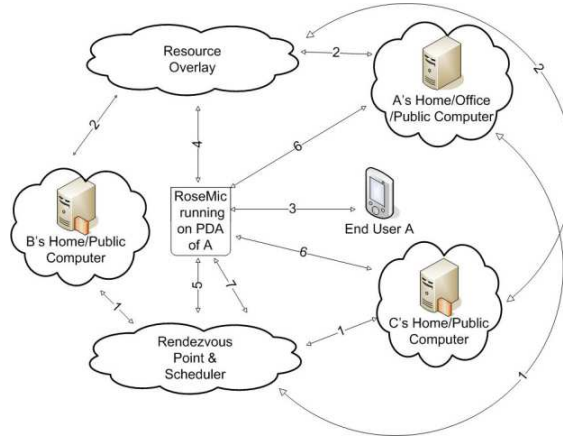 Resource
Overlay
2
A's Home/Office
/Public Computer
2
2
4
6
RoseMic
running
on PDA
of A
3
End User A
B's Home/Public
Computer
6
C's Home/Public
Computer
1
5
7
1
Rendezvous
Point &
Scheduler
1